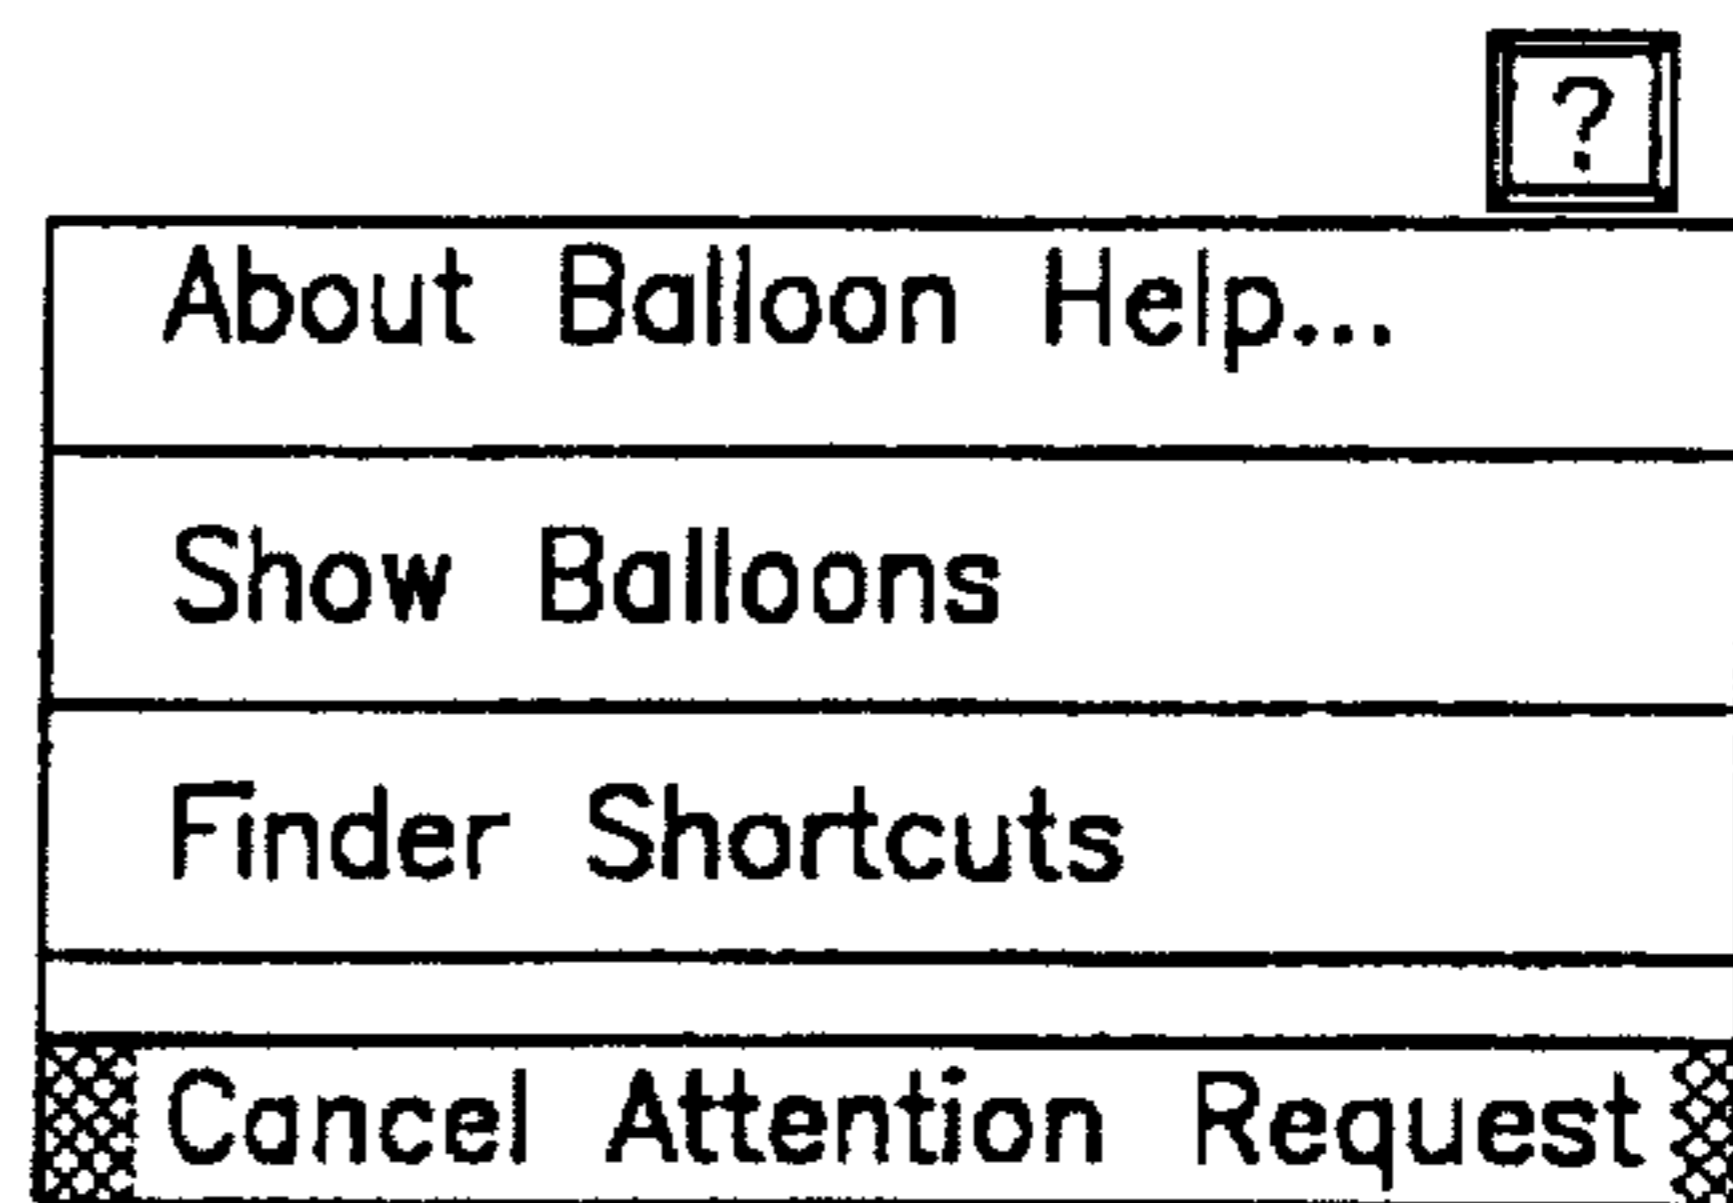 ?
About Balloon Help...
Show Balloons
Finder Shortcuts
Cancel Attention Request